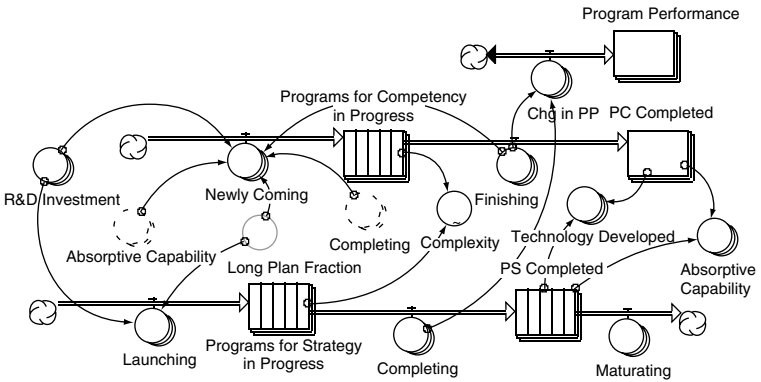 Program Performance
Programs for Competency
in Progress
Chg in PP
PC Completed
R&D Investment
Newly Coming
Finishing
Absorptive Capability
Completing
Complexity
Technology Developed
Long Plan Fraction
PS Completed
Absorptive
Capability
Launching
Programs for Strategy
in Progress
Completing
Maturating